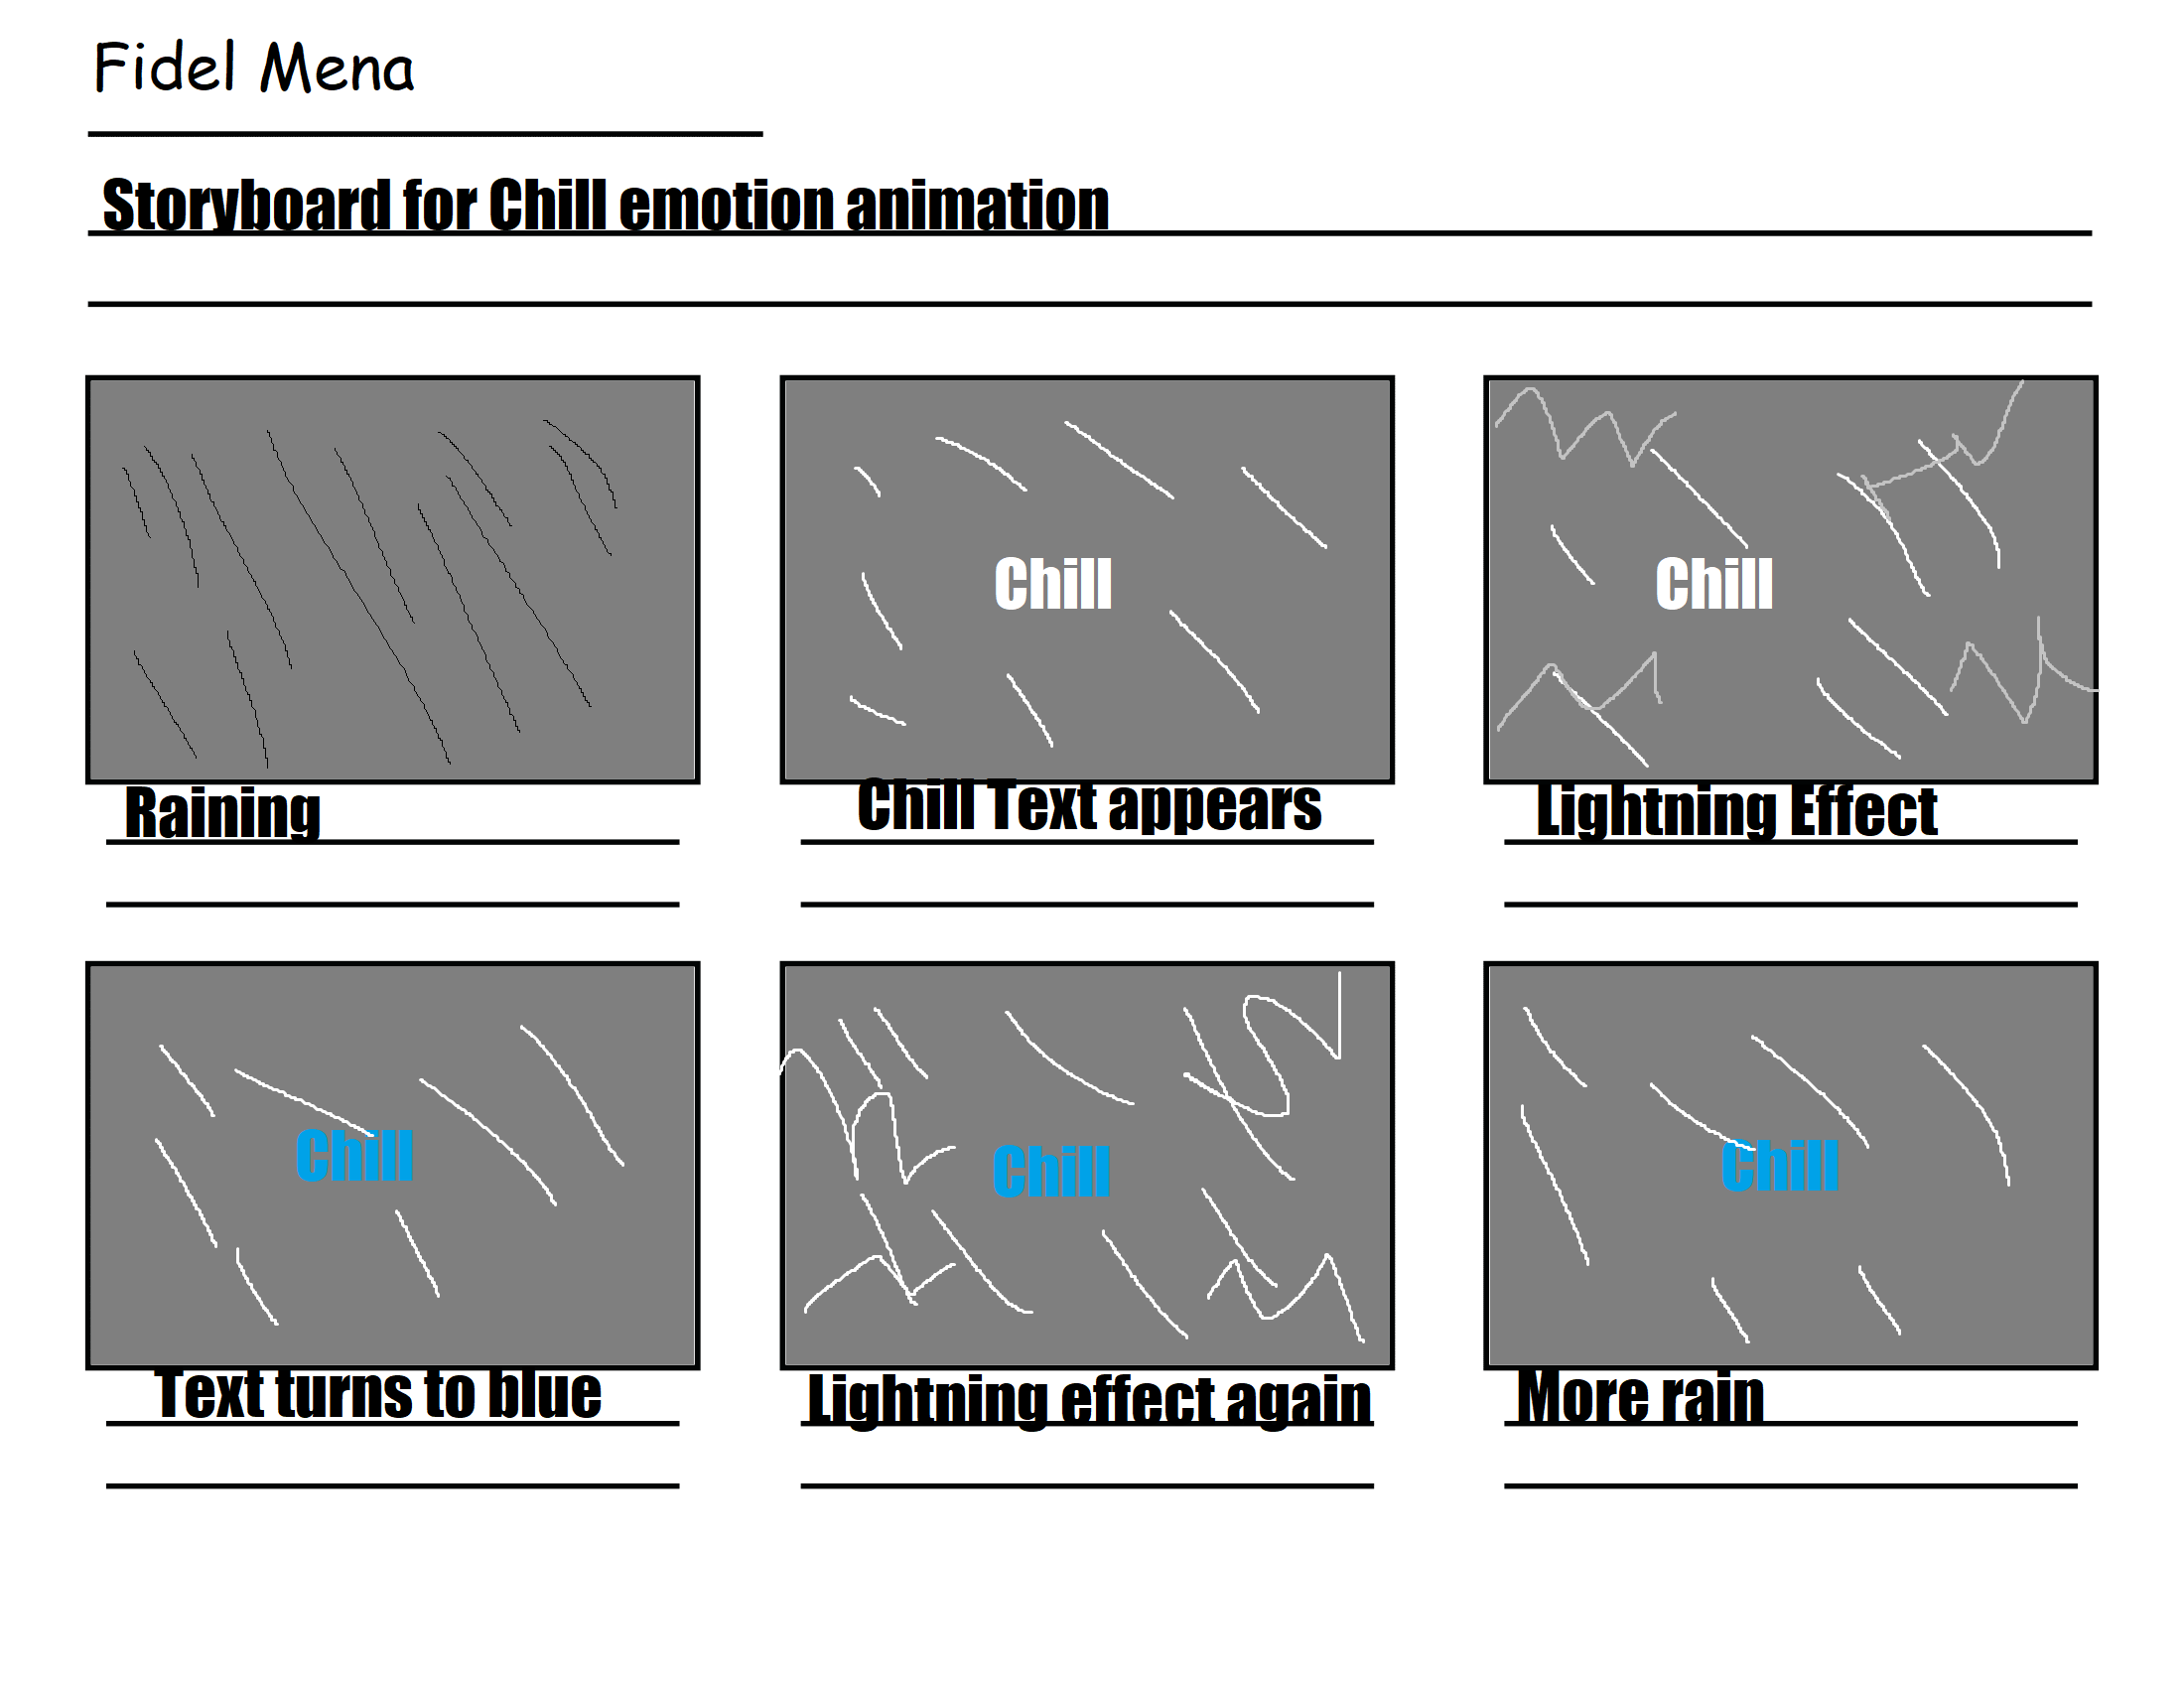 Fidel Mena
Storyboard for Chill emotion animation
Chill
Chill
Raining
Chill Text appears
Lightning Effect
Chill
Chill
Chill
Text turns to blue
Lightning effect again
More rain